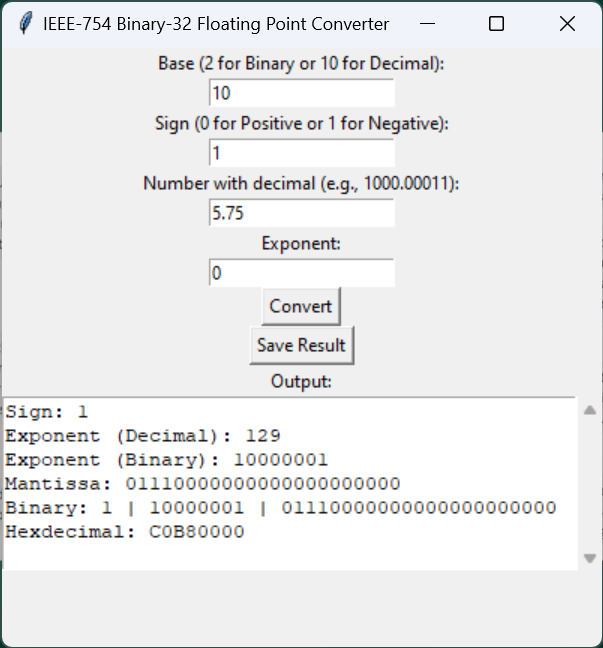 IEEE-754 Binary-32 Floating Point Converter
Base (2 for Binary or 10 for Decimal):
10
Sign (0 for Positive or 1 for Negative):
1
Number with decimal (e.g., 1000.00011):
5.75
Exponent:
0
Convert
Save Result
Output:
Sign: 1
Exponent (Decimal): 129
Exponent (Binary): 10000001
Mantissa: 01110000000000000000000
Binary: 1 | 10000001 | 01110000000000000000000
Hexdecimal: C0B80000